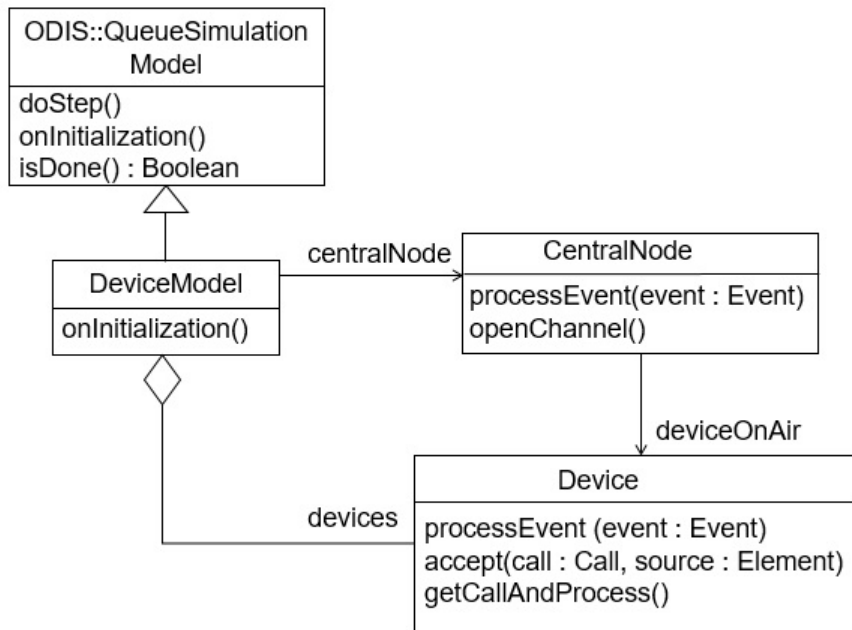 ODIS::QueueSimulation
Model
doStep()
onInitialization()
isDone() : Boolean
DeviceModel
onInitialization()
centralNode
CentralNode
processEvent(event : Event)
openChannel()
deviceOnAir
devices
Device
processEvent (event : Event)
accept(call : Call, source : Element)
getCallAndProcess()